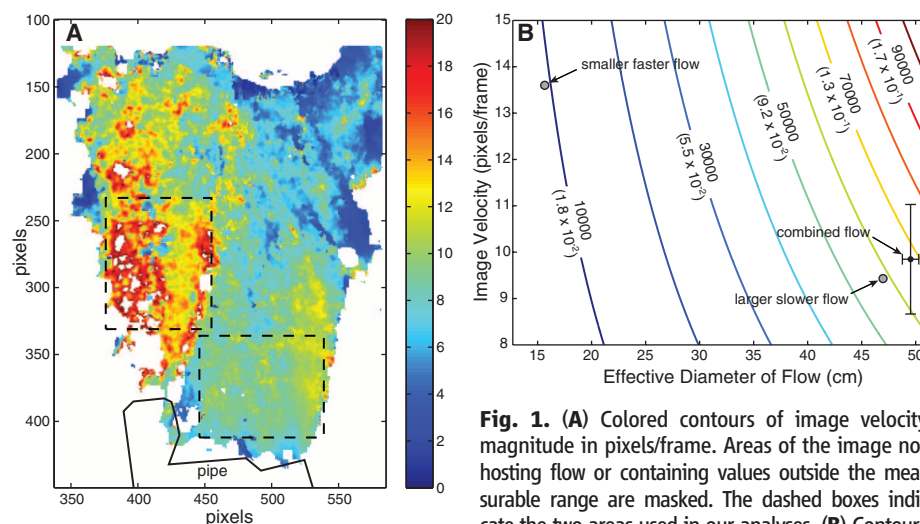 A
100
150
200
250
300
350
400
pixels
350
400
450
500
550
pixels
pipe
20
18
16
14
12
10
8
6
4
2
0
B
15
14
13
12
11
10
9
8
Image Velocity (pixels/frame)
15
20
25
30
35
40
45
50
Effective Diameter of Flow (cm)
smaller faster flow
combined flow
larger slower flow
10000
(1.8 x 10⁻²)
30000
(5.5 x 10⁻²)
50000
(9.2 x 10⁻²)
70000
(1.3 x 10⁻¹)
90000
(1.7 x 10⁻¹)
Fig. 1. (A) Colored contours of image velocity
magnitude in pixels/frame. Areas of the image no
hosting flow or containing values outside the mea
surable range are masked. The dashed boxes indi
cate the two areas used in our analyses. (B) Contour